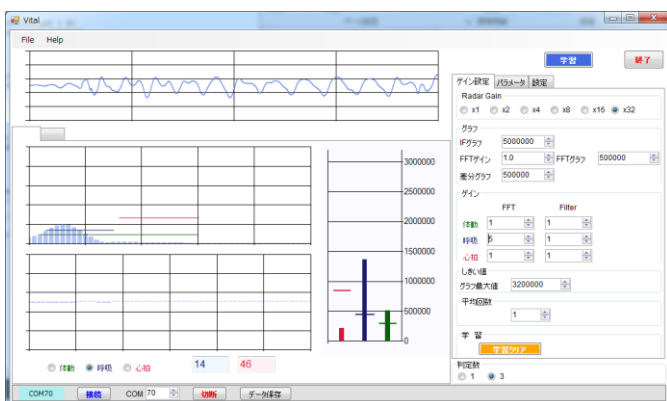 Vital
File Help
学習 終了
ゲイン設定 パラメータ 設定
Radar Gain
x1 x2 x4 x8 x16 x32
グラフ
IFグラフ 5000000
FFTゲイン 1.0 FFTグラフ 500000
差分グラフ 500000
ゲイン
FFT Filter
体動 1 1
呼吸 5 1
心拍 1 1
しきい値
グラフ最大値 3200000
平均回数
1
学 習
学習クリア
判定数
1 3
3000000
2500000
2000000
1500000
1000000
500000
0
体動 呼吸 心拍 14 46
COM70 接続 COM 70 切断 データ保存